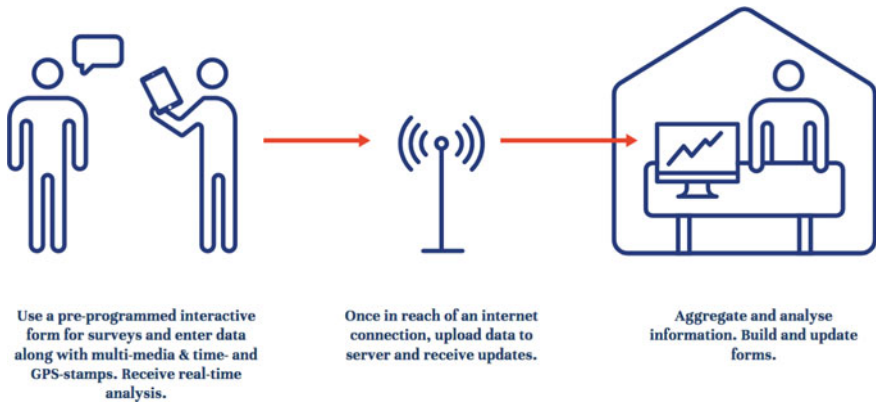 Use a pre-programmed interactive
form for surveys and enter data
along with multi-media & time- and
GPS-stamps. Receive real-time
analysis.
Once in reach of an internet
connection, upload data to
server and receive updates.
Aggregate and analyse
information. Build and update
forms.